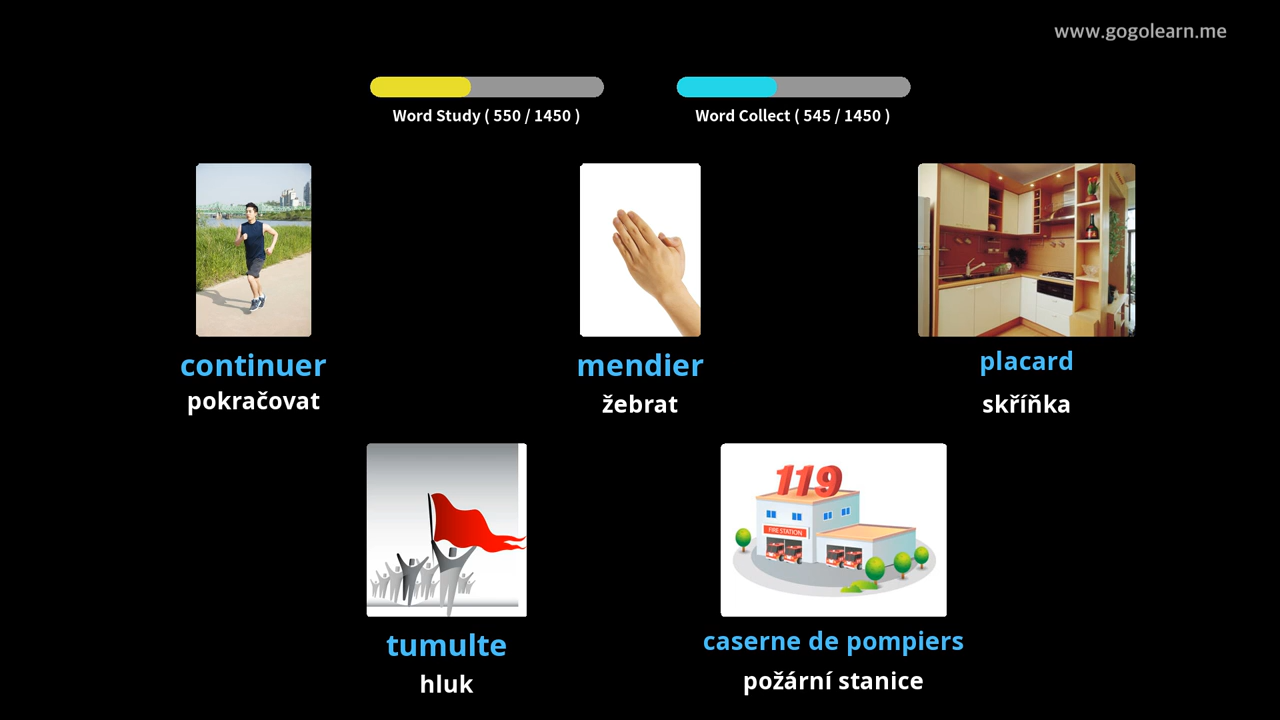 www.gogolearn.me
Word Study ( 550 / 1450 )
Word Collect ( 545 / 1450 )
continuer
pokračovat
mendier
žebrat
placard
skříňka
119
FIRE STATION
tumulte
hluk
caserne de pompiers
požární stanice